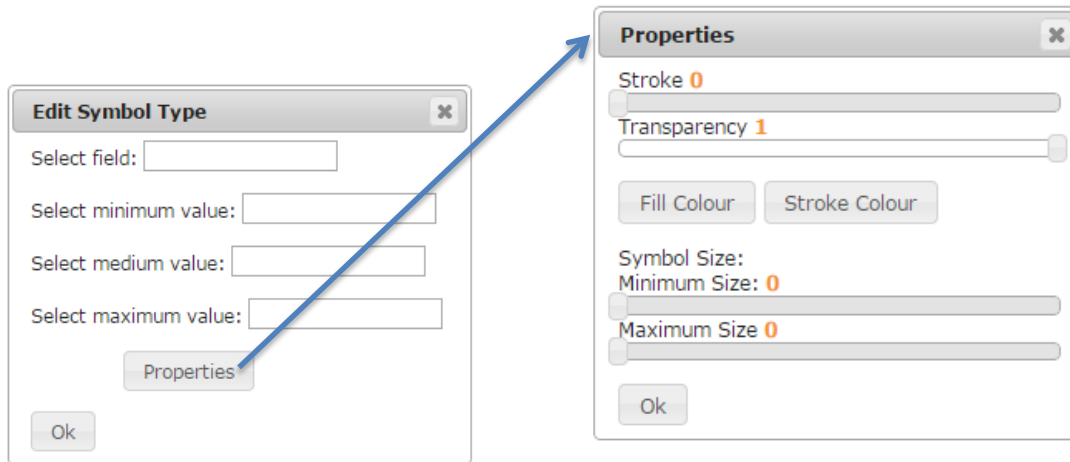 Edit Symbol Type
Select field:
Select minimum value:
Select medium value:
Select maximum value:
Properties
Ok
Properties
Stroke 0
Transparency 1
Fill Colour Stroke Colour
Symbol Size:
Minimum Size: 0
Maximum Size 0
Ok